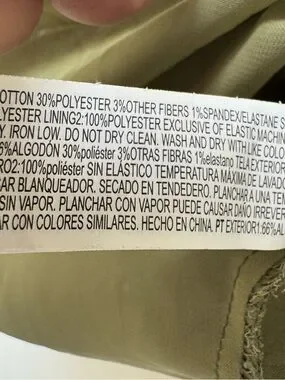 OTTON 30%POLYESTER 3%OTHER FIBERS 1%SPANDEX/ELASTANE S
LYESTER LINING2:100%POLYESTER EXCLUSIVE OF ELASTIC MACHIN
Y. IRON LOW. DO NOT DRY CLEAN. WASH AND DRY WITH LIKE COLO
6%ALGODÓN 30%poliéster 3%OTRAS FIBRAS 1%elastano TELA EXTERIOR
RO2:100%poliéster SIN ELÁSTICO TEMPERATURA MÁXIMA DE LAVADO
CAR BLANQUEADOR. SECADO EN TENDEDERO. PLANCHAR A UNA TEM
SIN VAPOR. PLANCHAR CON VAPOR PUEDE CAUSAR DAÑO IRREVER
AR CON COLORES SIMILARES. HECHO EN CHINA. PT EXTERIOR1:66%AL